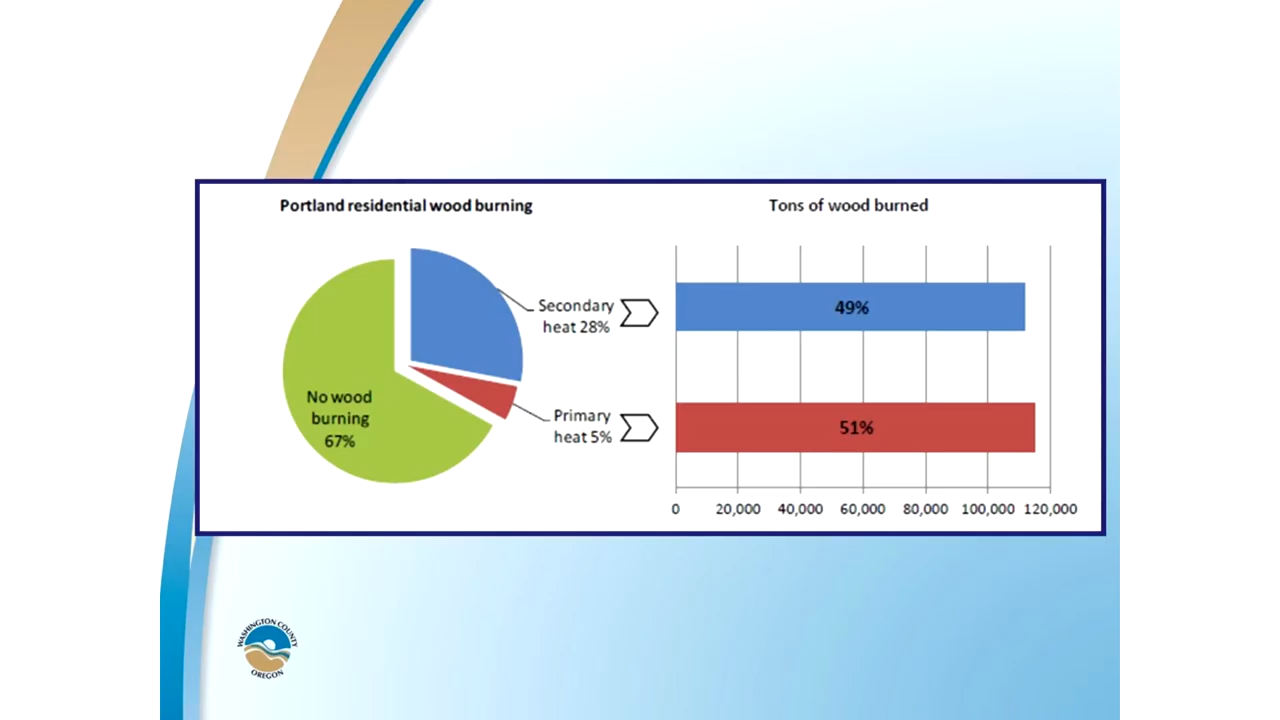 Portland residential wood burning
Tons of wood burned
Secondary
heat 28%
49%
No wood
burning
67%
Primary
heat 5%
51%
0 20,000 40,000 60,000 80,000 100,000 120,000
WASHINGTON COUNTY
OREGON